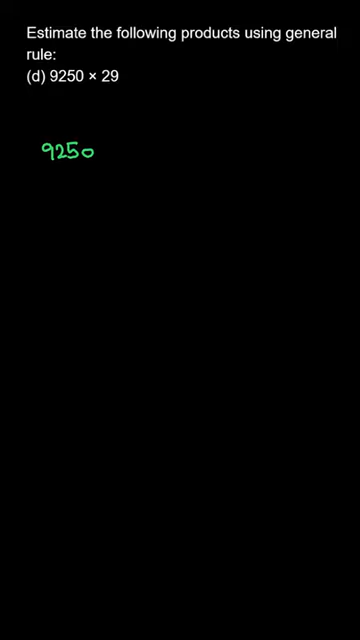 Estimate the following products using general
rule:
(d) 9250 × 29
9250